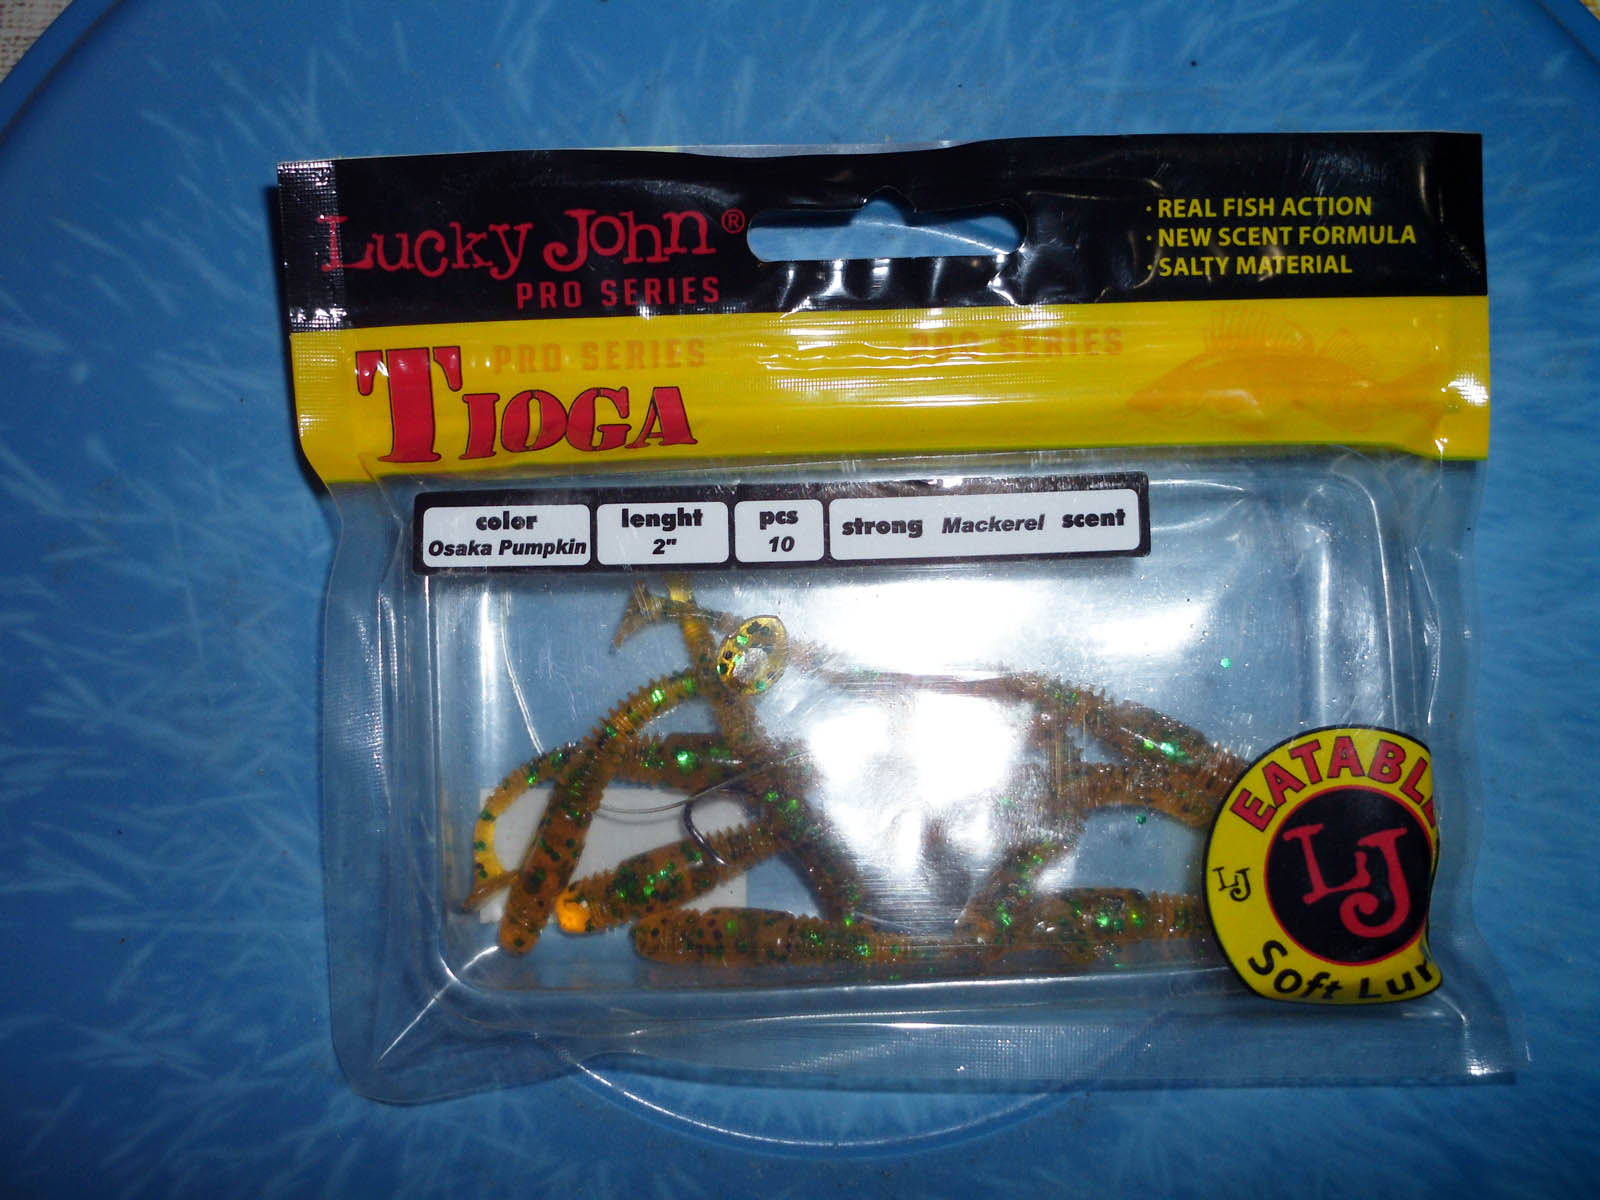 Lucky John®
PRO SERIES
· REAL FISH ACTION
· NEW SCENT FORMULA
· SALTY MATERIAL
PRO SERIES
PRO SERIES
TIOGA
color
Osaka Pumpkin
lenght
2"
pcs
10
strong Mackerel scent
EATABL
LJ
LJ
Soft Lur